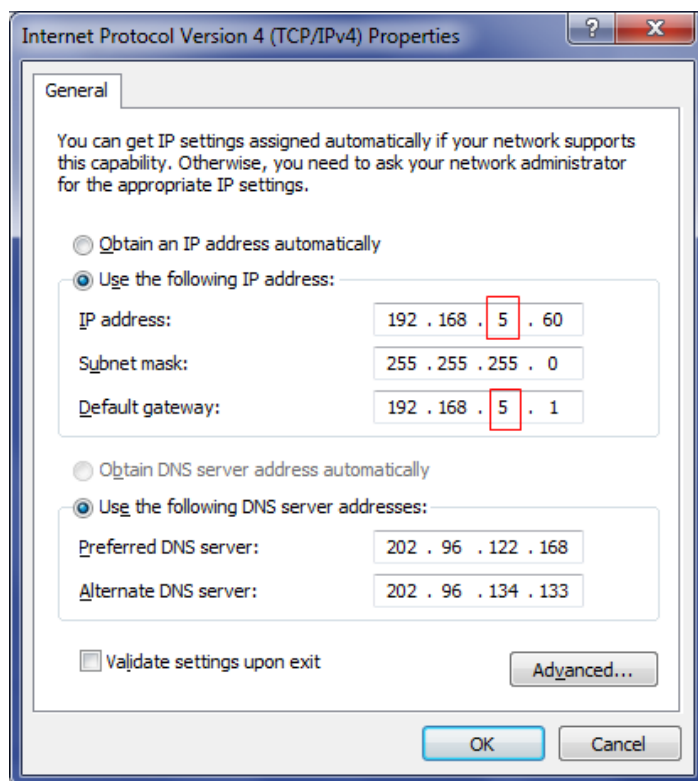 Internet Protocol Version 4 (TCP/IPv4) Properties
General
You can get IP settings assigned automatically if your network supports
this capability. Otherwise, you need to ask your network administrator
for the appropriate IP settings.
Obtain an IP address automatically
Use the following IP address:
IP address: 192 . 168 . 5 . 60
Subnet mask: 255 . 255 . 255 . 0
Default gateway: 192 . 168 . 5 . 1
Obtain DNS server address automatically
Use the following DNS server addresses:
Preferred DNS server: 202 . 96 . 122 . 168
Alternate DNS server: 202 . 96 . 134 . 133
Validate settings upon exit
Advanced...
OK Cancel